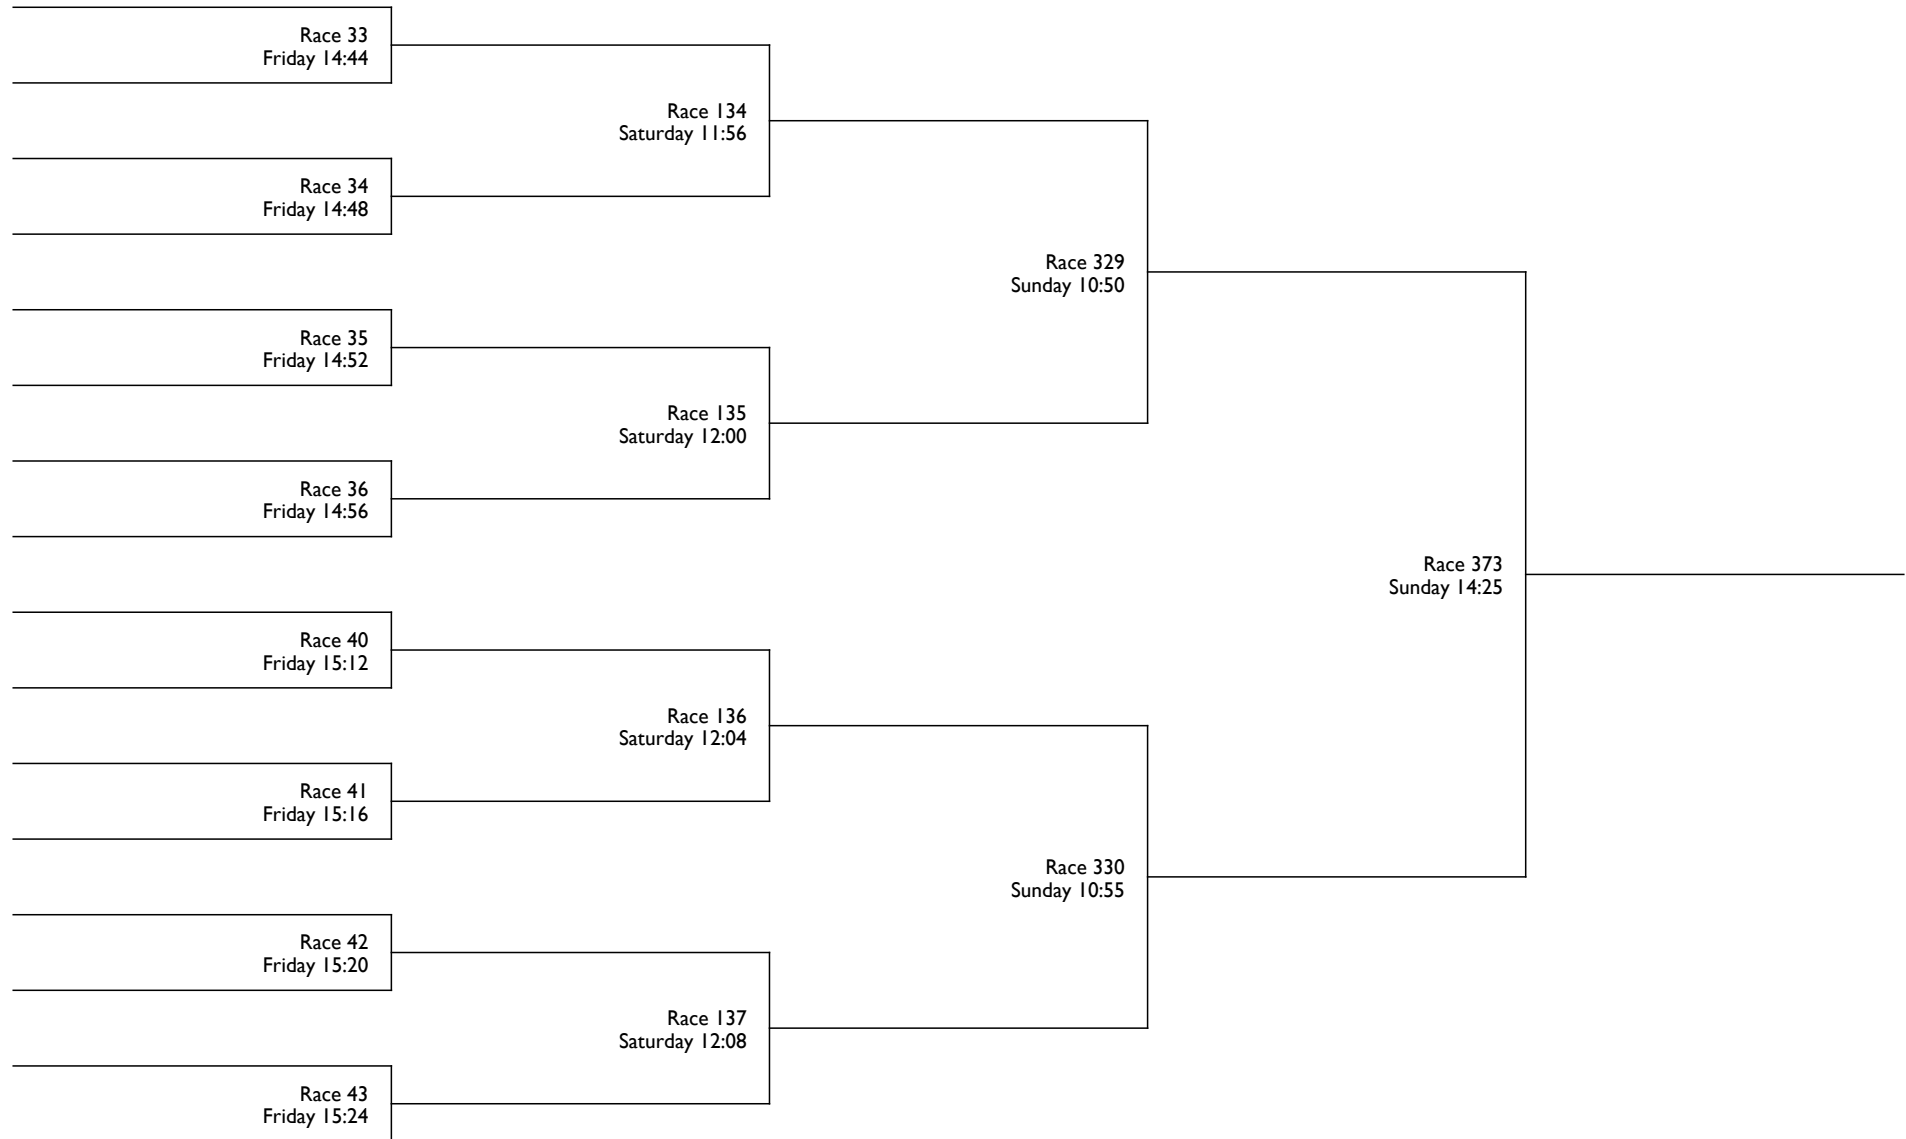 Race 33
Friday 14:44
Race 134
Saturday 11:56
Race 34
Friday 14:48
Race 329
Sunday 10:50
Race 35
Friday 14:52
Race 135
Saturday 12:00
Race 36
Friday 14:56
Race 373
Sunday 14:25
Race 40
Friday 15:12
Race 136
Saturday 12:04
Race 41
Friday 15:16
Race 330
Sunday 10:55
Race 42
Friday 15:20
Race 137
Saturday 12:08
Race 43
Friday 15:24